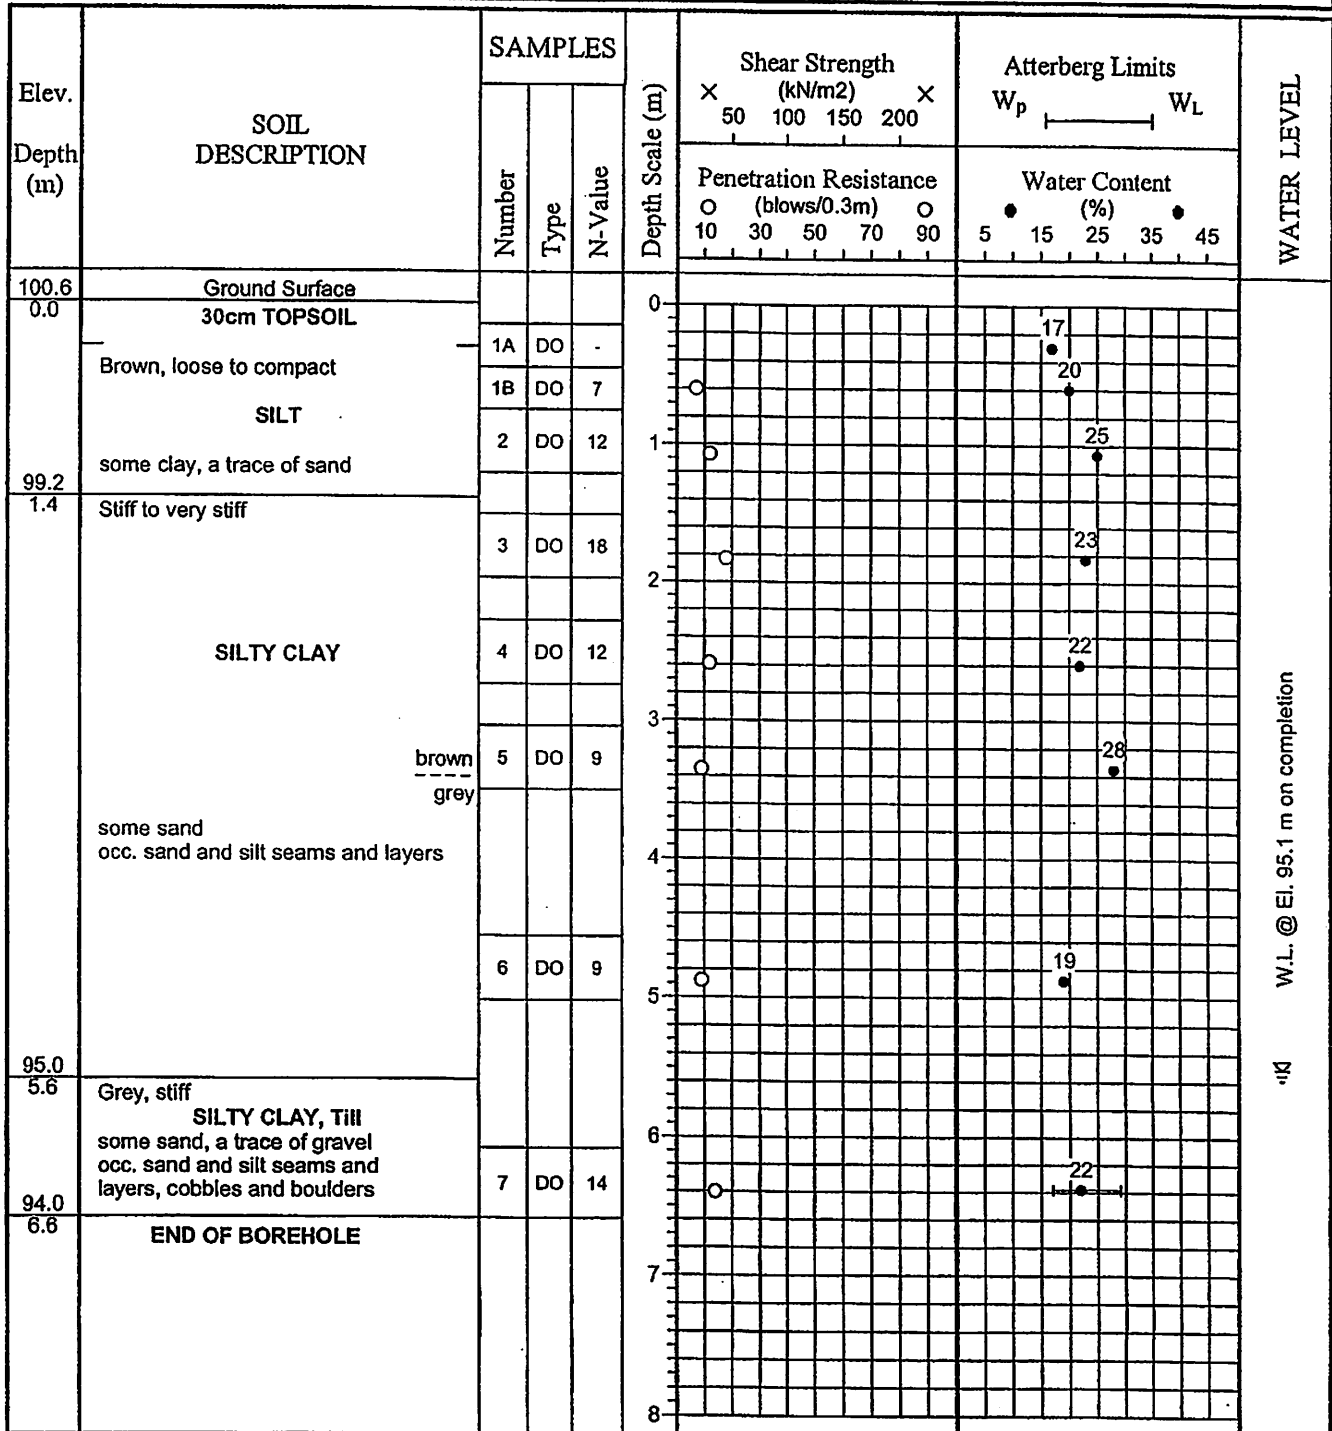 Elev.
Depth
(m)
SOIL
DESCRIPTION
SAMPLES
Number
Type
N-Value
Depth Scale (m)
Shear Strength
× (kN/m2) ×
50 100 150 200
Penetration Resistance
○ (blows/0.3m) ○
10 30 50 70 90
Atterberg Limits
Wp WL
Water Content
● (%) ●
5 15 25 35 45
WATER LEVEL
100.6 Ground Surface
0.0 30cm TOPSOIL 0
1A DO - 17
Brown, loose to compact
1B DO 7 20
SILT
2 DO 12 1 25
some clay, a trace of sand
99.2
1.4 Stiff to very stiff
3 DO 18 23
2
SILTY CLAY 4 DO 12 22
3
brown 5 DO 9 28
grey
some sand
occ. sand and silt seams and layers
4
6 DO 9 19
5
W.L. @ El. 95.1 m on completion
95.0
5.6 Grey, stiff
SILTY CLAY, Till
some sand, a trace of gravel
occ. sand and silt seams and
layers, cobbles and boulders
6
7 DO 14 22
94.0
6.6 END OF BOREHOLE
7
8